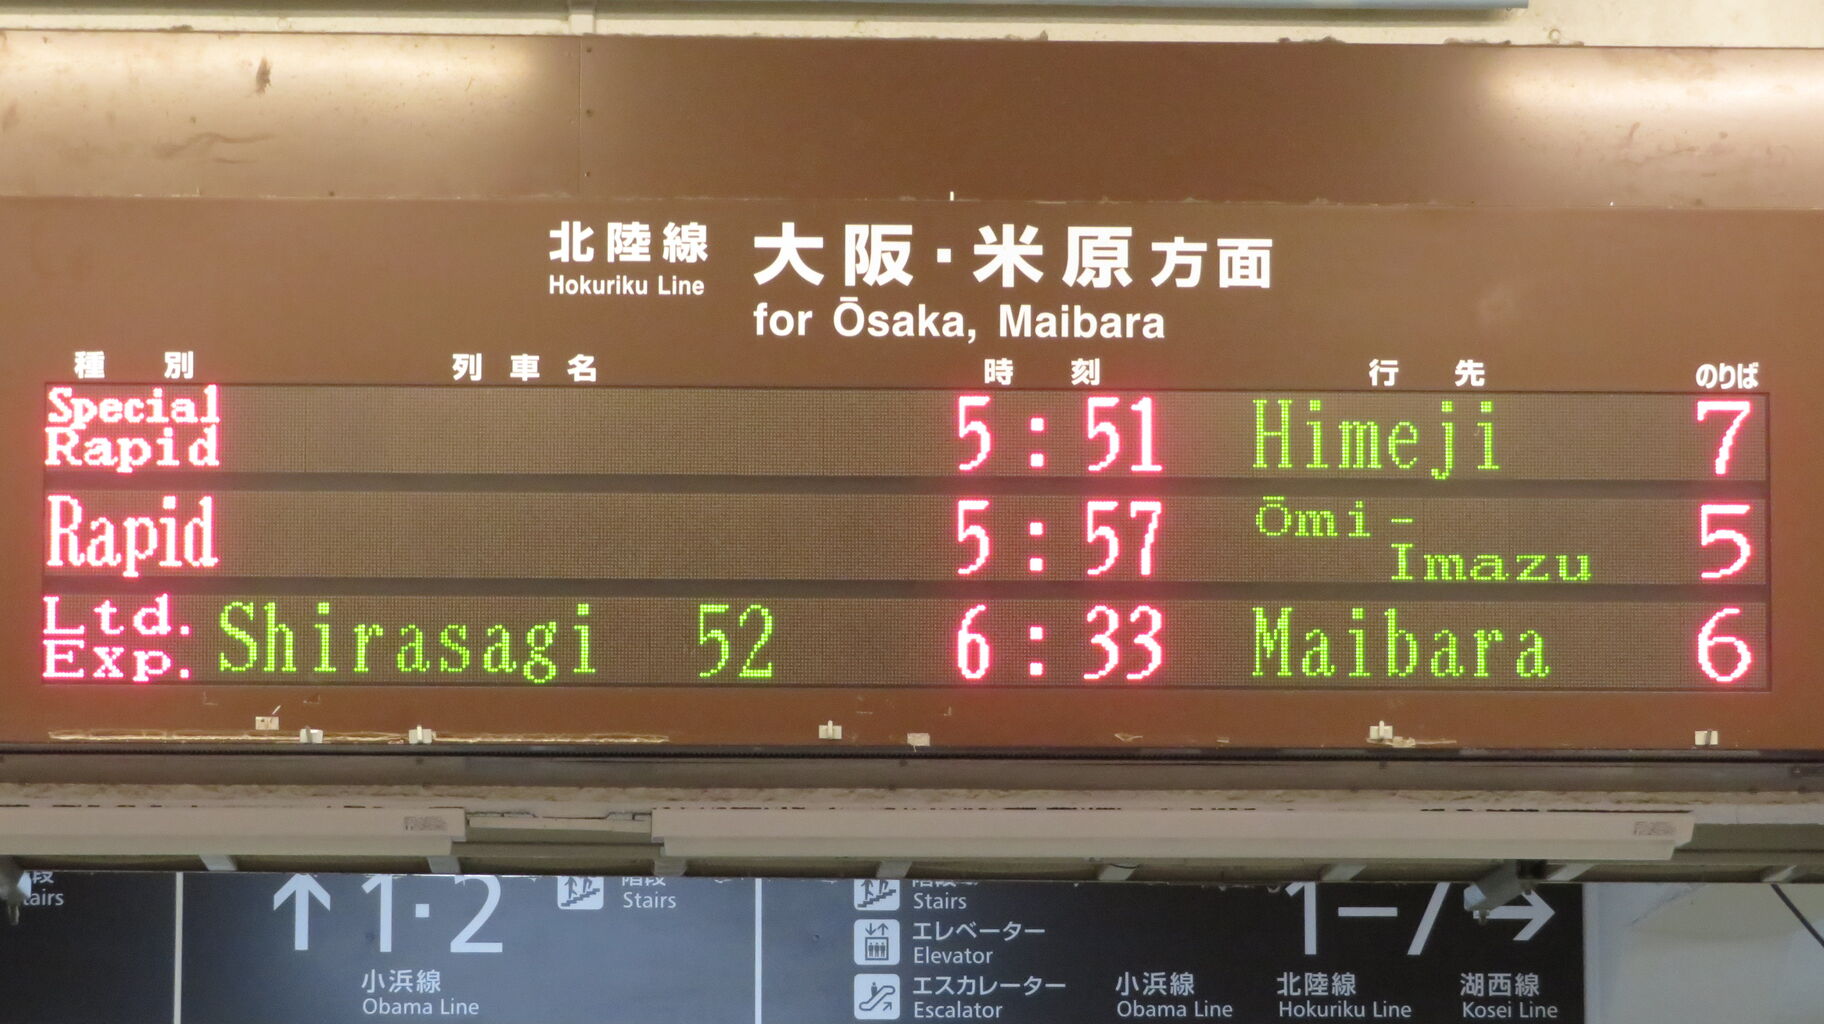 北陸線 大阪・米原方面
Hokuriku Line for Ōsaka, Maibara
種別 列車名 時刻 行先 のりば
Special Rapid 5:51 Himeji 7
Rapid 5:57 Ōmi-Imazu 5
Ltd. Exp. Shirasagi 52 6:33 Maibara 6
↑1·2
小浜線
Obama Line
階段
Stairs
階段
Stairs
エレベーター
Elevator
エスカレーター
Escalator
1−7→
小浜線 北陸線 湖西線
Obama Line Hokuriku Line Kosei Line